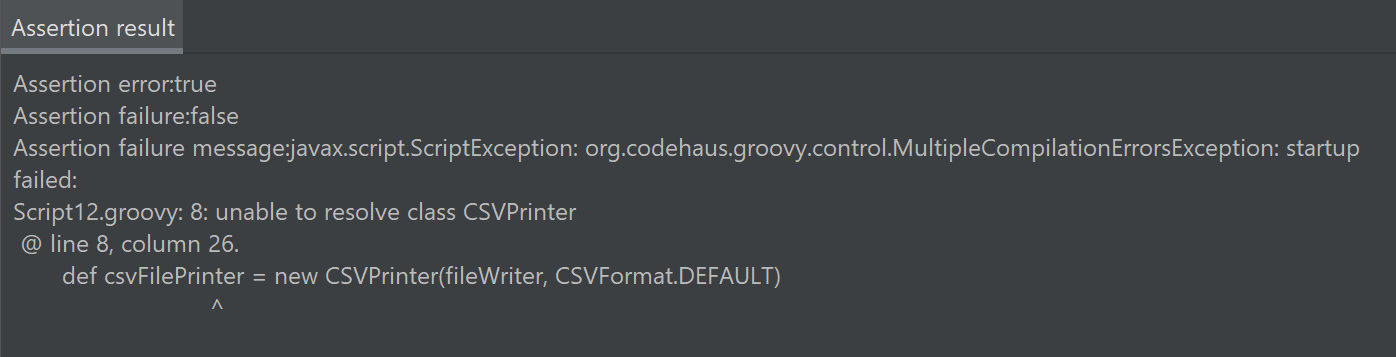 Assertion result
Assertion error:true
Assertion failure:false
Assertion failure message:javax.script.ScriptException: org.codehaus.groovy.control.MultipleCompilationErrorsException: startup
failed:
Script12.groovy: 8: unable to resolve class CSVPrinter
@ line 8, column 26.
def csvFilePrinter = new CSVPrinter(fileWriter, CSVFormat.DEFAULT)
^